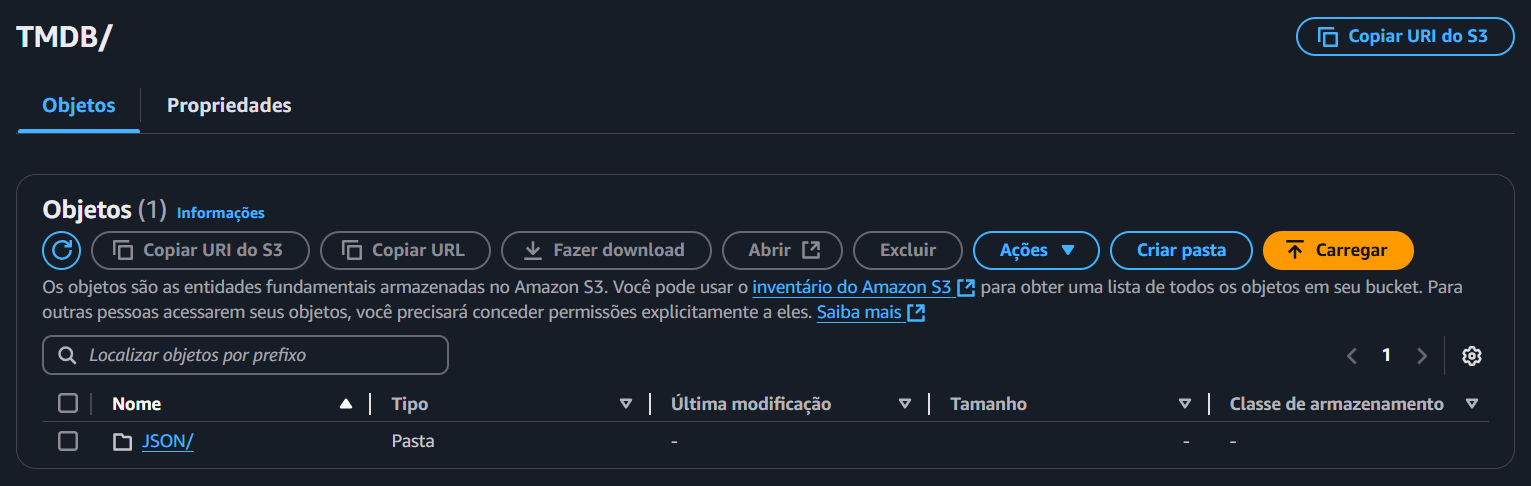 TMDB/
Copiar URI do S3
Objetos
Propriedades
Objetos (1) Informações
Copiar URI do S3
Copiar URL
Fazer download
Abrir
Excluir
Ações
Criar pasta
Carregar
Os objetos são as entidades fundamentais armazenadas no Amazon S3. Você pode usar o inventário do Amazon S3 para obter uma lista de todos os objetos em seu bucket. Para
outras pessoas acessarem seus objetos, você precisará conceder permissões explicitamente a eles. Saiba mais
Localizar objetos por prefixo
1
Nome
Tipo
Última modificação
Tamanho
Classe de armazenamento
JSON/
Pasta
-
-
-